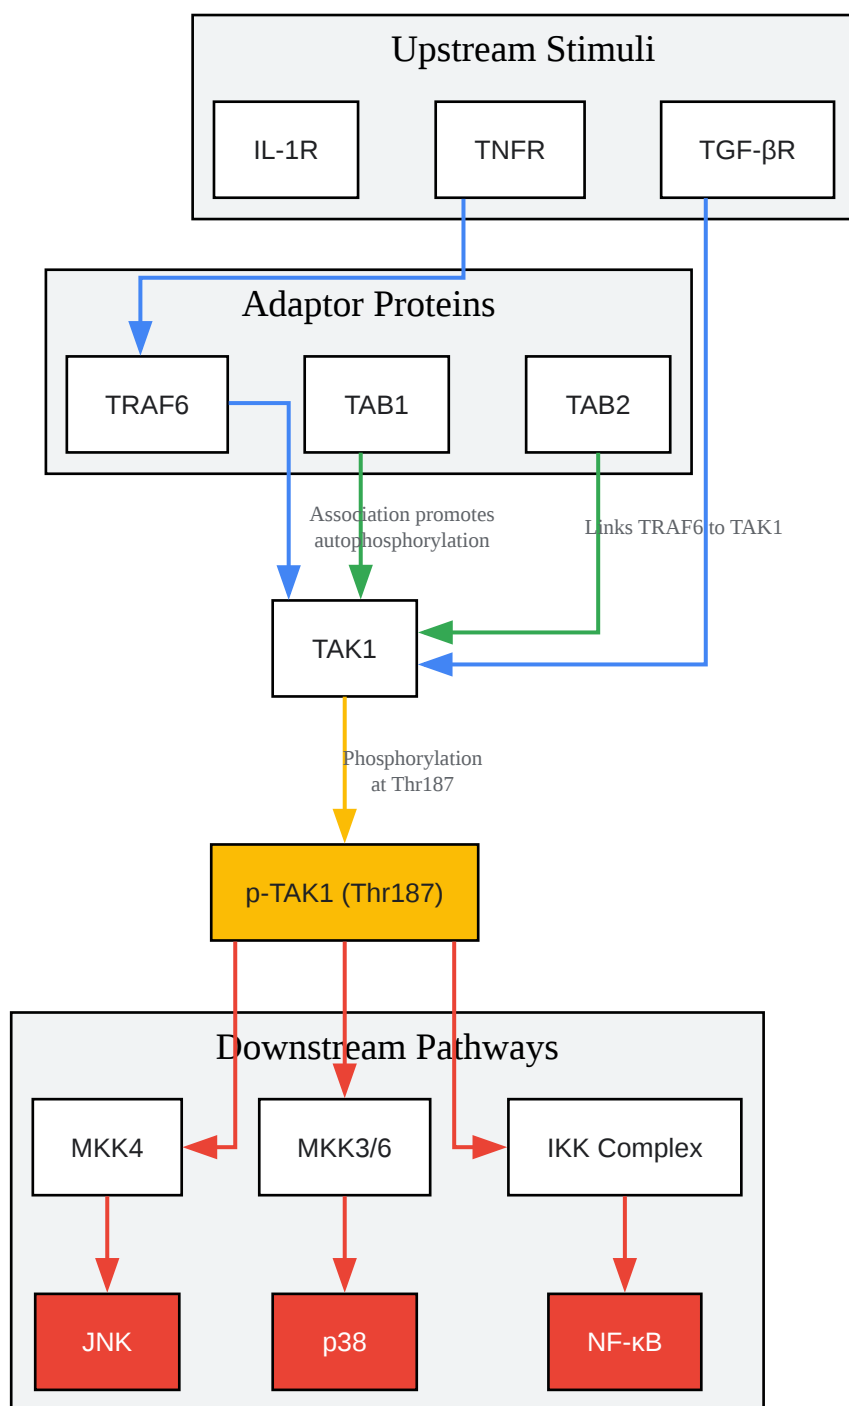 Upstream Stimuli
IL-1R
TNFR
TGF-βR
Adaptor Proteins
TRAF6
TAB1
TAB2
Association promotes
autophosphorylation
Links TRAF6 to TAK1
TAK1
Phosphorylation
at Thr187
p-TAK1 (Thr187)
Downstream Pathways
MKK4
MKK3/6
IKK Complex
JNK
p38
NF-κB